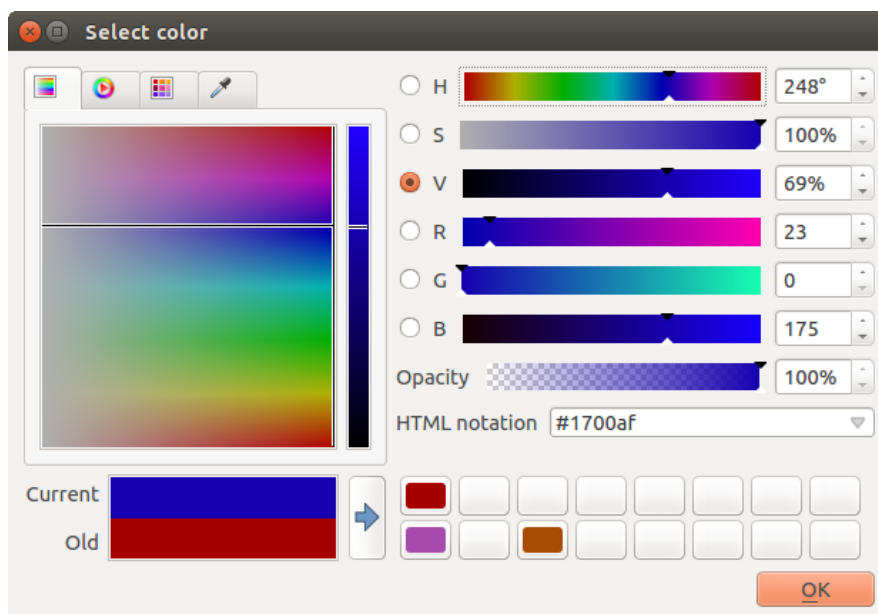 Select color
H 248°
S 100%
V 69%
R 23
G 0
B 175
Opacity 100%
HTML notation #1700af
Current
Old
OK